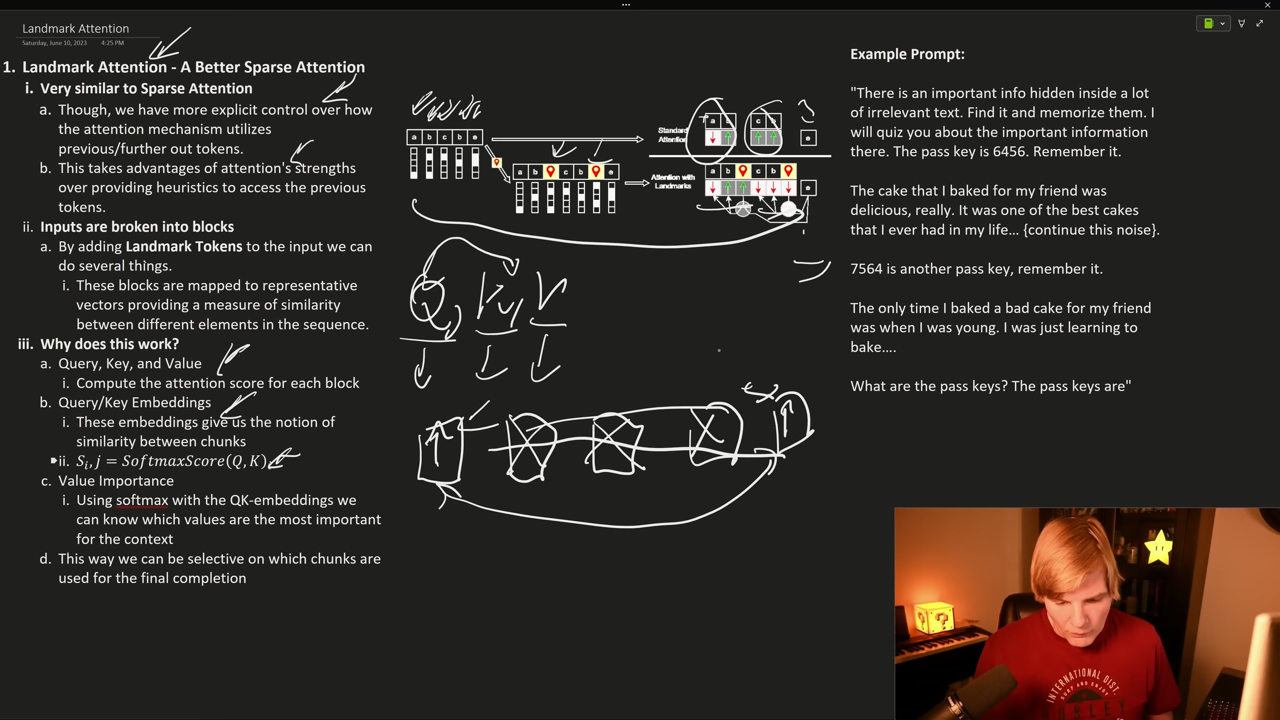 Landmark Attention
Saturday, June 10, 2023 4:25 PM
1. Landmark Attention - A Better Sparse Attention
i. Very similar to Sparse Attention
a. Though, we have more explicit control over how
the attention mechanism utilizes
previous/further out tokens.
b. This takes advantages of attention's strengths
over providing heuristics to access the previous
tokens.
ii. Inputs are broken into blocks
a. By adding Landmark Tokens to the input we can
do several things.
i. These blocks are mapped to representative
vectors providing a measure of similarity
between different elements in the sequence.
iii. Why does this work?
a. Query, Key, and Value
i. Compute the attention score for each block
b. Query/Key Embeddings
i. These embeddings give us the notion of
similarity between chunks
ii. Si,j = SoftmaxScore(Q, K)
c. Value Importance
i. Using softmax with the QK-embeddings we
can know which values are the most important
for the context
d. This way we can be selective on which chunks are
used for the final completion
a b c b e
a b c b e
Standard
Attention
a b c b e
Attention with
Landmarks
a b c b e
Q, K, V
Example Prompt:
"There is an important info hidden inside a lot
of irrelevant text. Find it and memorize them. I
will quiz you about the important information
there. The pass key is 6456. Remember it.
The cake that I baked for my friend was
delicious, really. It was one of the best cakes
that I ever had in my life... {continue this noise}.
7564 is another pass key, remember it.
The only time I baked a bad cake for my friend
was when I was young. I was just learning to
bake....
What are the pass keys? The pass keys are"
INTERNATIONAL DIST.